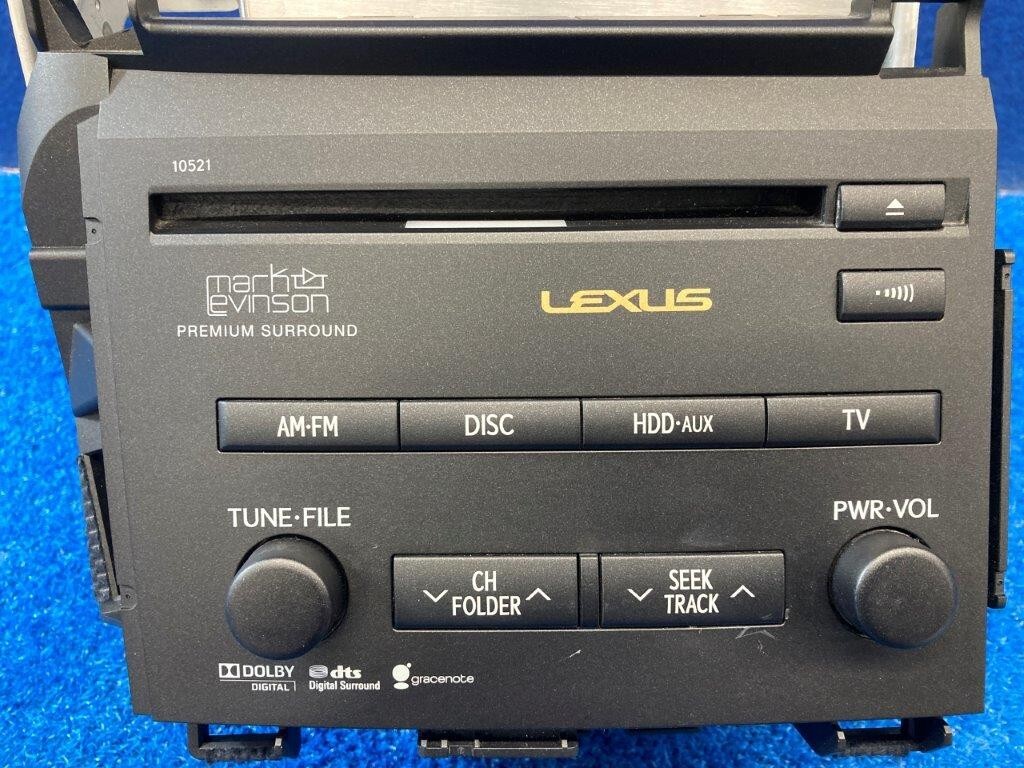 10521
mark
levinson
PREMIUM SURROUND
LEXUS
AM·FM
DISC
HDD·AUX
TV
TUNE·FILE
PWR·VOL
CH
FOLDER
SEEK
TRACK
DOLBY
DIGITAL
dts
Digital Surround
gracenote